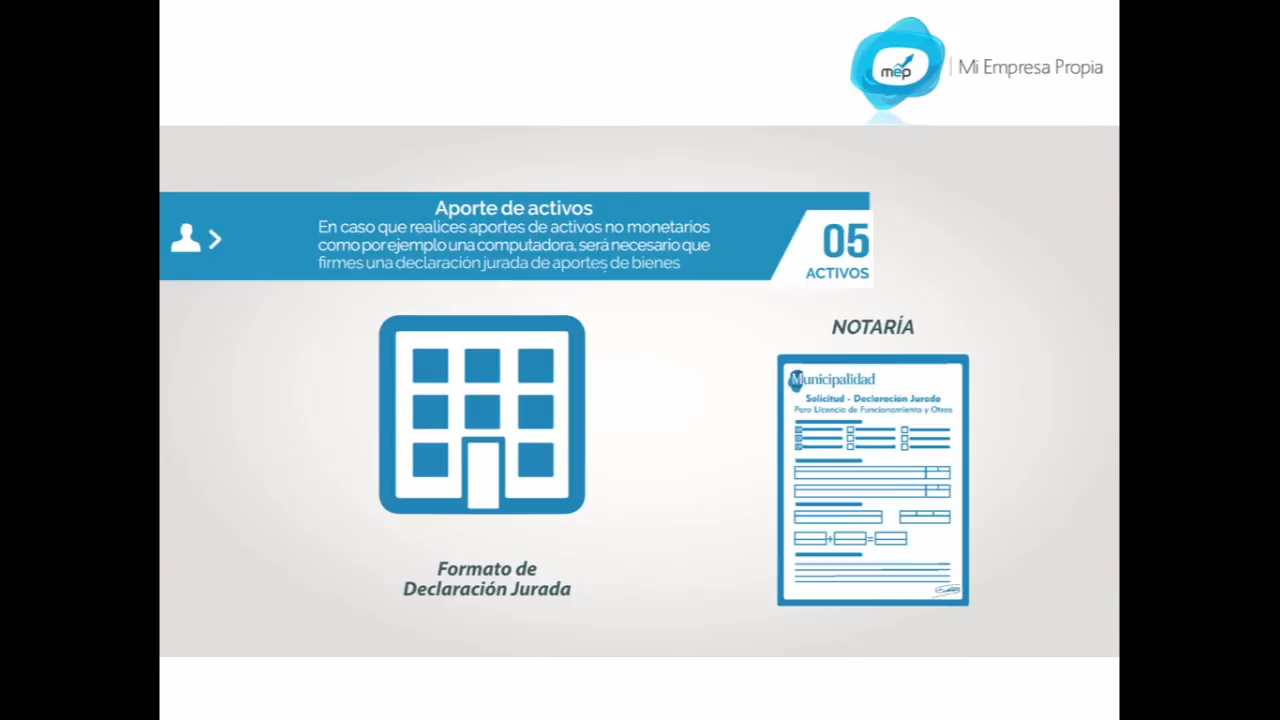 mep
Mi Empresa Propia
Aporte de activos
En caso que realices aportes de activos no monetarios
como por ejemplo una computadora, será necesario que
firmes una declaración jurada de aportes de bienes
05
ACTIVOS
NOTARÍA
Municipalidad
Solicitud - Declaración Jurada
Para Licencia de Funcionamiento y Otros
Formato de
Declaración Jurada